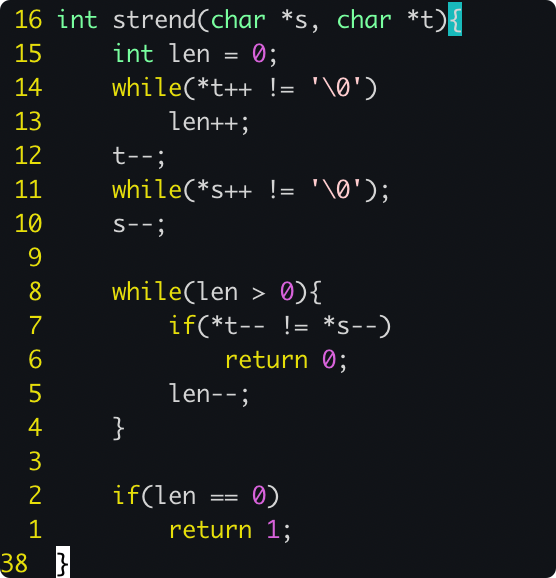 16 int strend(char *s, char *t){
15     int len = 0;
14     while(*t++ != '\0')
13         len++;
12     t--;
11     while(*s++ != '\0');
10     s--;
 9
 8     while(len > 0){
 7         if(*t-- != *s--)
 6             return 0;
 5         len--;
 4     }
 3
 2     if(len == 0)
 1         return 1;
38  }